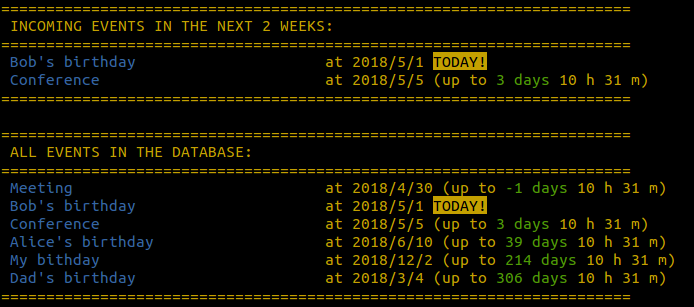 ======================================================================
INCOMING EVENTS IN THE NEXT 2 WEEKS:
======================================================================
Bob's birthday at 2018/5/1 TODAY!
Conference at 2018/5/5 (up to 3 days 10 h 31 m)
======================================================================
======================================================================
ALL EVENTS IN THE DATABASE:
======================================================================
Meeting at 2018/4/30 (up to -1 days 10 h 31 m)
Bob's birthday at 2018/5/1 TODAY!
Conference at 2018/5/5 (up to 3 days 10 h 31 m)
Alice's birthday at 2018/6/10 (up to 39 days 10 h 31 m)
My bithday at 2018/12/2 (up to 214 days 10 h 31 m)
Dad's birthday at 2018/3/4 (up to 306 days 10 h 31 m)
======================================================================